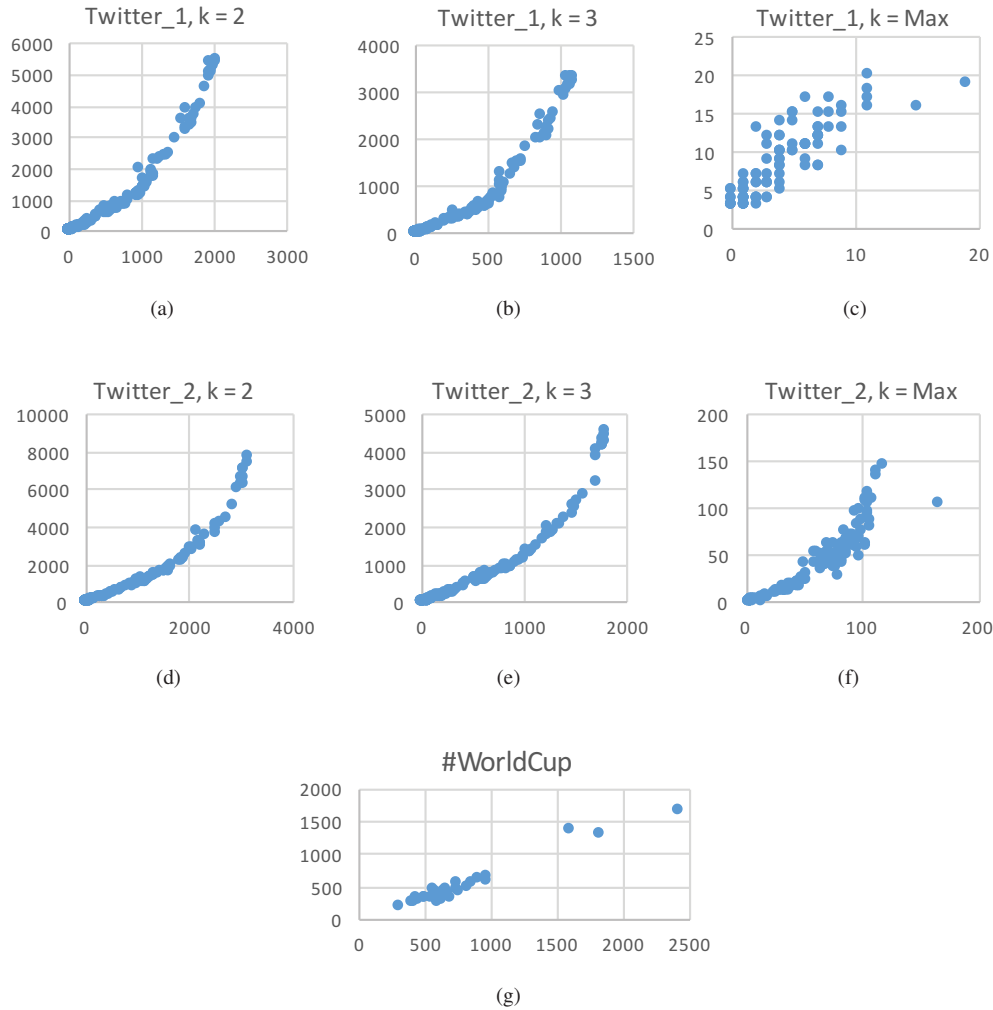 Twitter_1, k = 2
6000
5000
4000
3000
2000
1000
0
0 1000 2000 3000
(a)
Twitter_1, k = 3
4000
3000
2000
1000
0
0 500 1000 1500
(b)
Twitter_1, k = Max
25
20
15
10
5
0
0 10 20
(c)
Twitter_2, k = 2
10000
8000
6000
4000
2000
0
0 2000 4000
(d)
Twitter_2, k = 3
5000
4000
3000
2000
1000
0
0 1000 2000
(e)
Twitter_2, k = Max
200
150
100
50
0
0 100 200
(f)
#WorldCup
2000
1500
1000
500
0
0 500 1000 1500 2000 2500
(g)